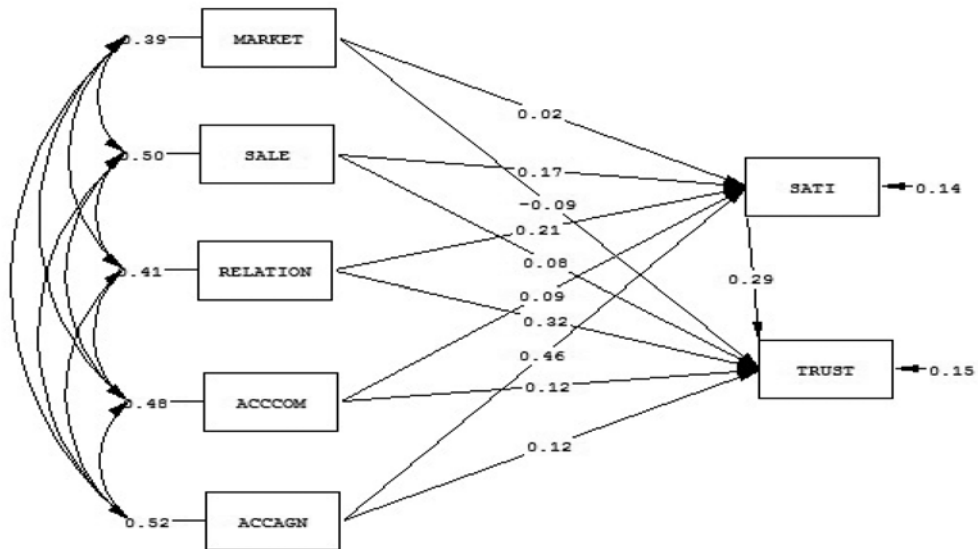 0.39 MARKET
0.02
0.50 SALE
0.17
SATI 0.14
-0.09
0.21
0.08
0.41 RELATION
0.29
0.09
0.32
0.46
TRUST 0.15
0.12
0.48 ACCCOM
0.12
0.52 ACCAGN